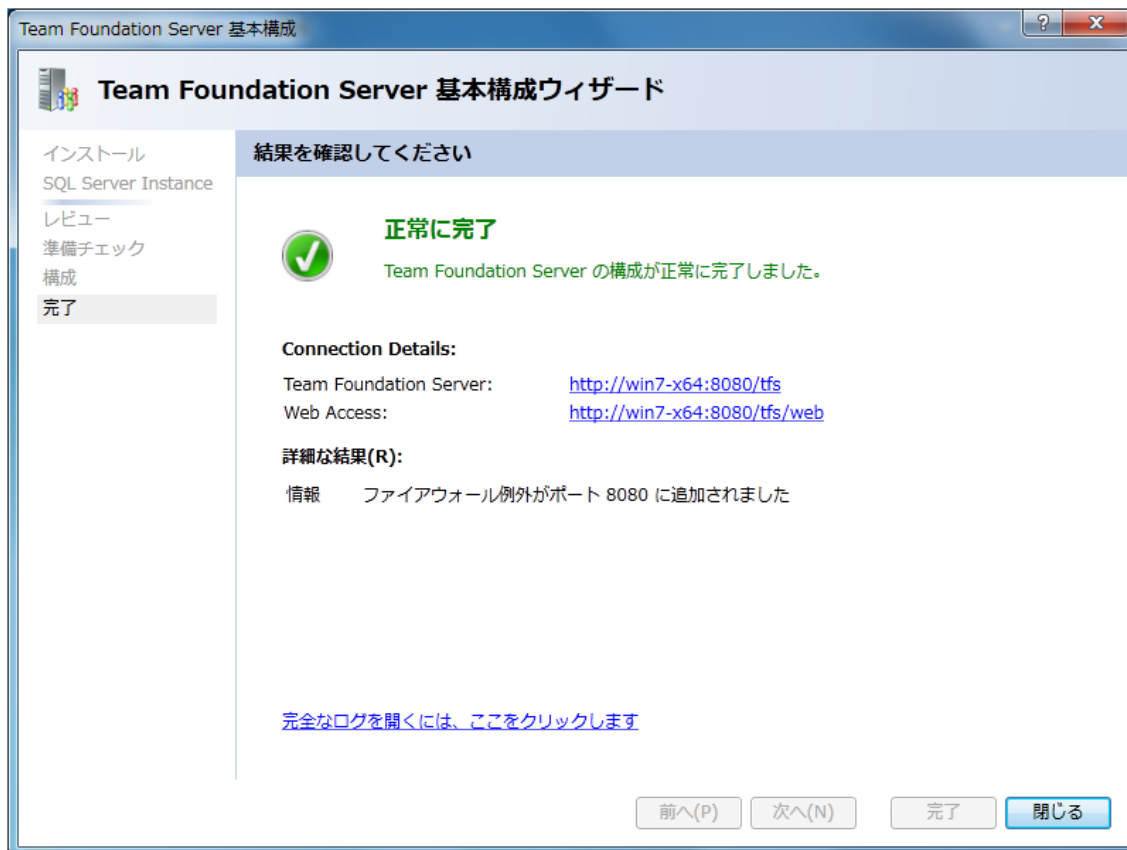 Team Foundation Server 基本構成
Team Foundation Server 基本構成ウィザード
インストール
SQL Server Instance
レビュー
準備チェック
構成
完了
結果を確認してください
正常に完了
Team Foundation Server の構成が正常に完了しました。
Connection Details:
Team Foundation Server: http://win7-x64:8080/tfs
Web Access: http://win7-x64:8080/tfs/web
詳細な結果(R):
情報 ファイアウォール例外がポート 8080 に追加されました
完全なログを開くには、ここをクリックします
前へ(P) 次へ(N) 完了 閉じる